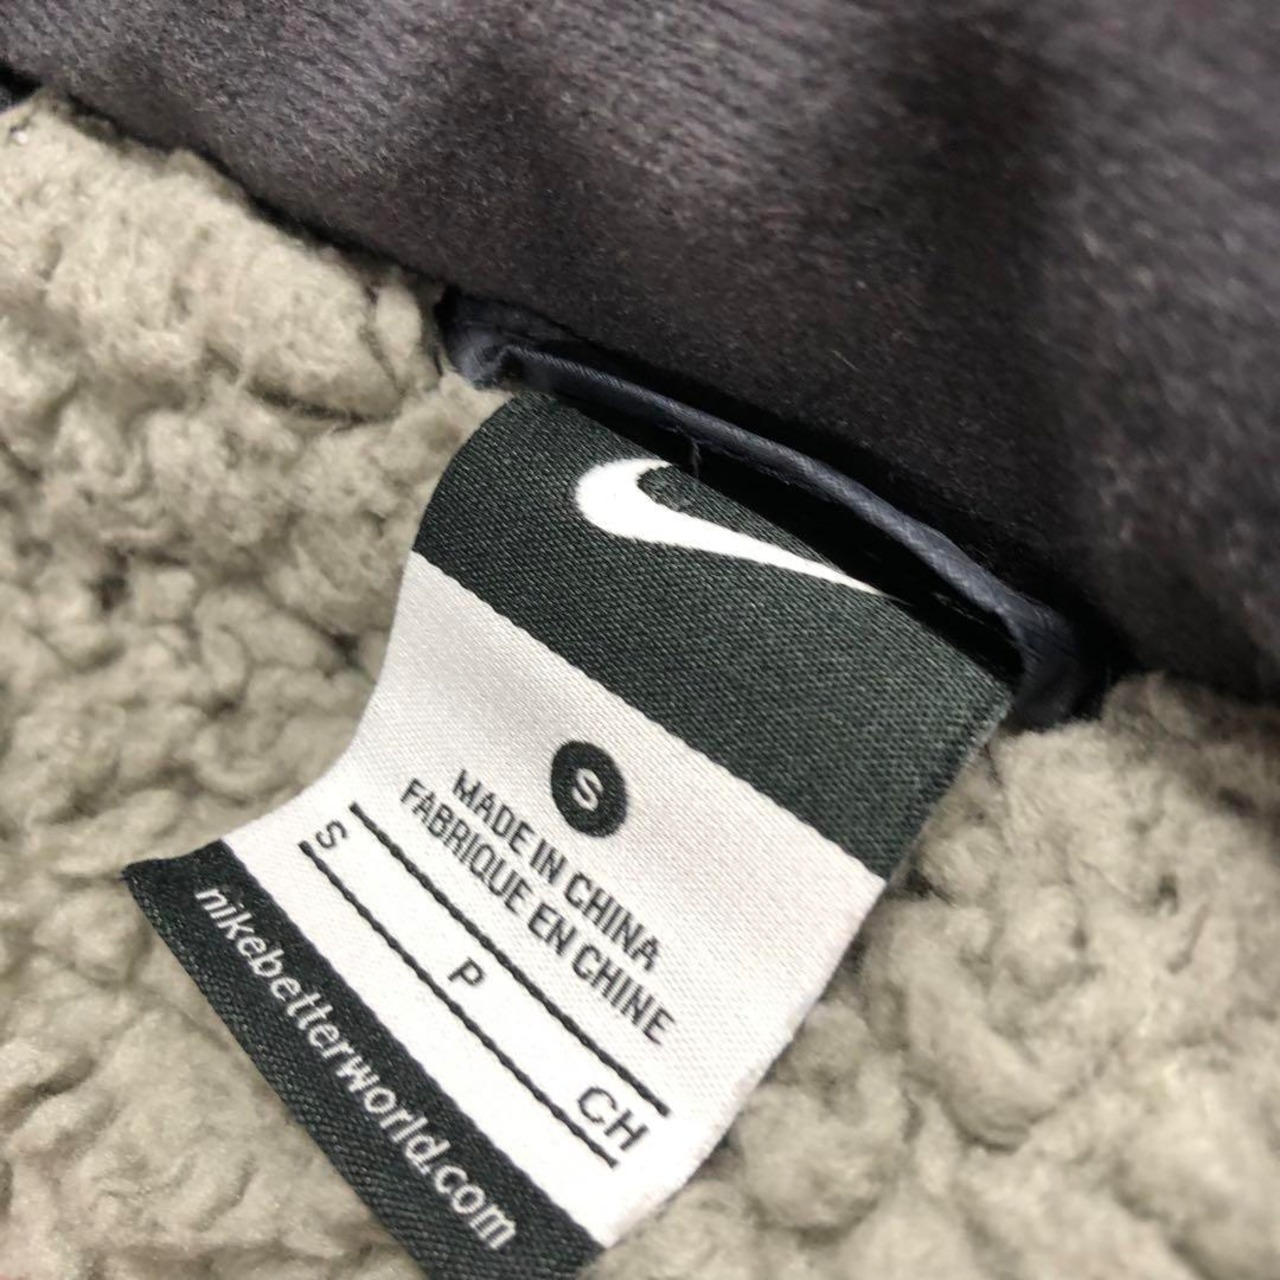 S
MADE IN CHINA
FABRIQUE EN CHINE
S P CH
nikebetterworld.com